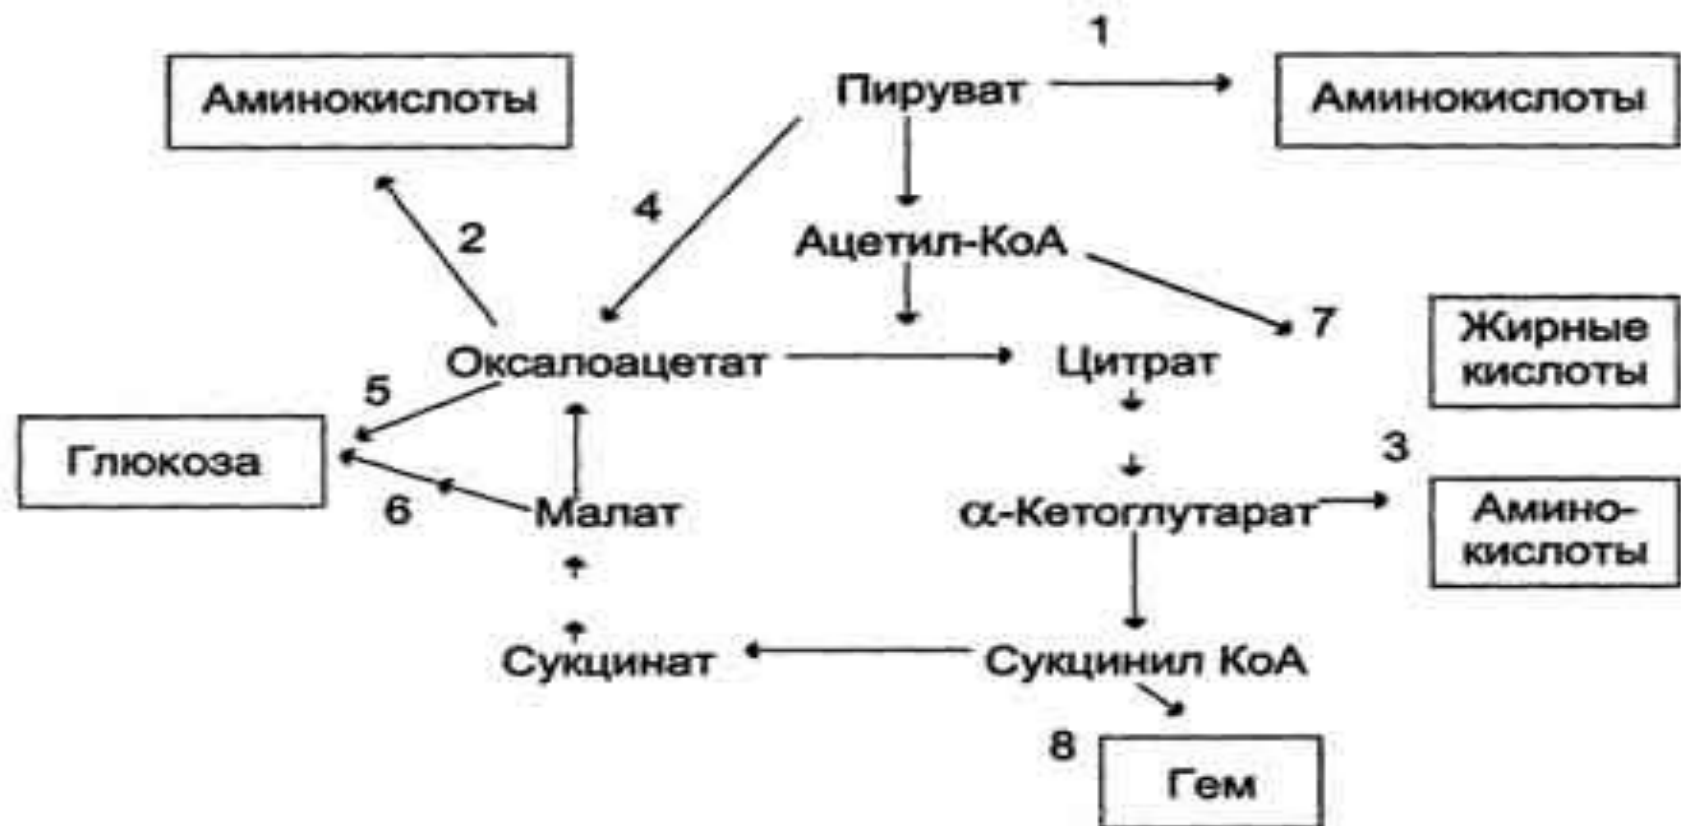 1
Аминокислоты
Пируват
Аминокислоты
4
2
Ацетил-КоА
7
Жирные
кислоты
Оксалоацетат
Цитрат
5
Глюкоза
3
6
Малат
α-Кетоглутарат
Амино-
кислоты
Сукцинат
Сукцинил КоА
8
Гем